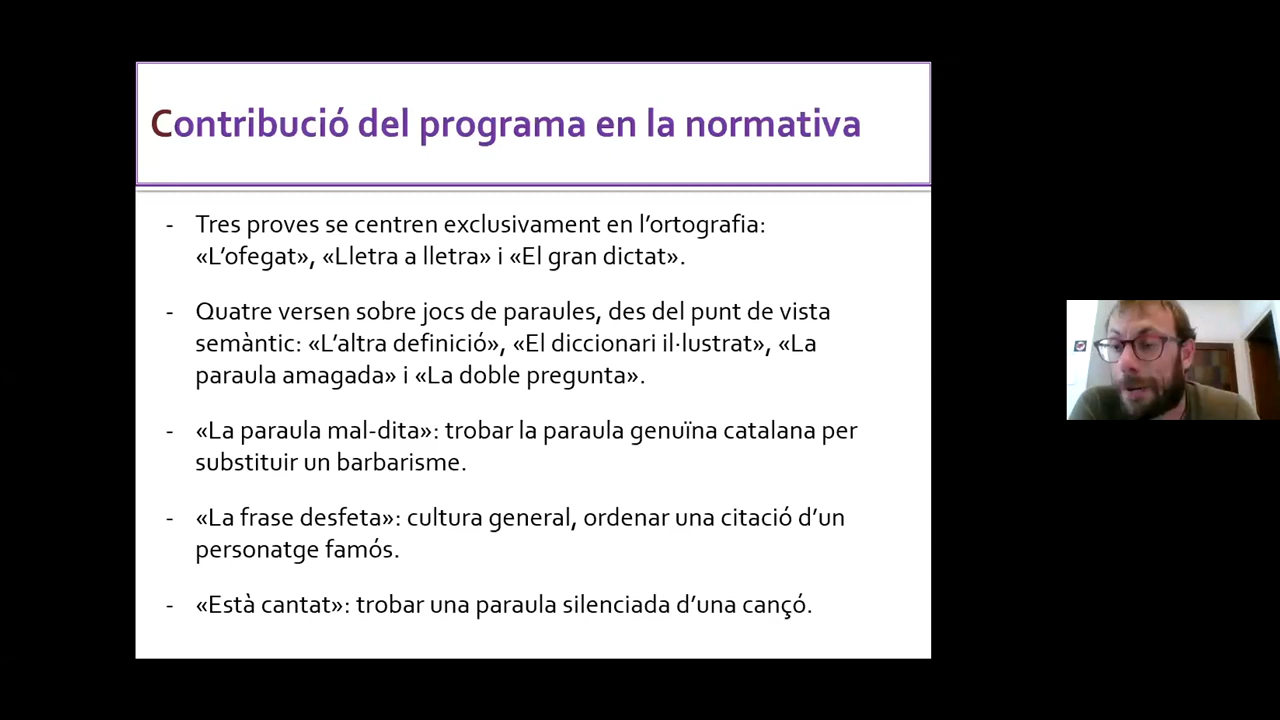 Contribució del programa en la normativa
- Tres proves se centren exclusivament en l’ortografia:
«L’ofegat», «Lletra a lletra» i «El gran dictat».
- Quatre versen sobre jocs de paraules, des del punt de vista
semàntic: «L’altra definició», «El diccionari il·lustrat», «La
paraula amagada» i «La doble pregunta».
- «La paraula mal-dita»: trobar la paraula genuïna catalana per
substituir un barbarisme.
- «La frase desfeta»: cultura general, ordenar una citació d’un
personatge famós.
- «Està cantat»: trobar una paraula silenciada d’una cançó.